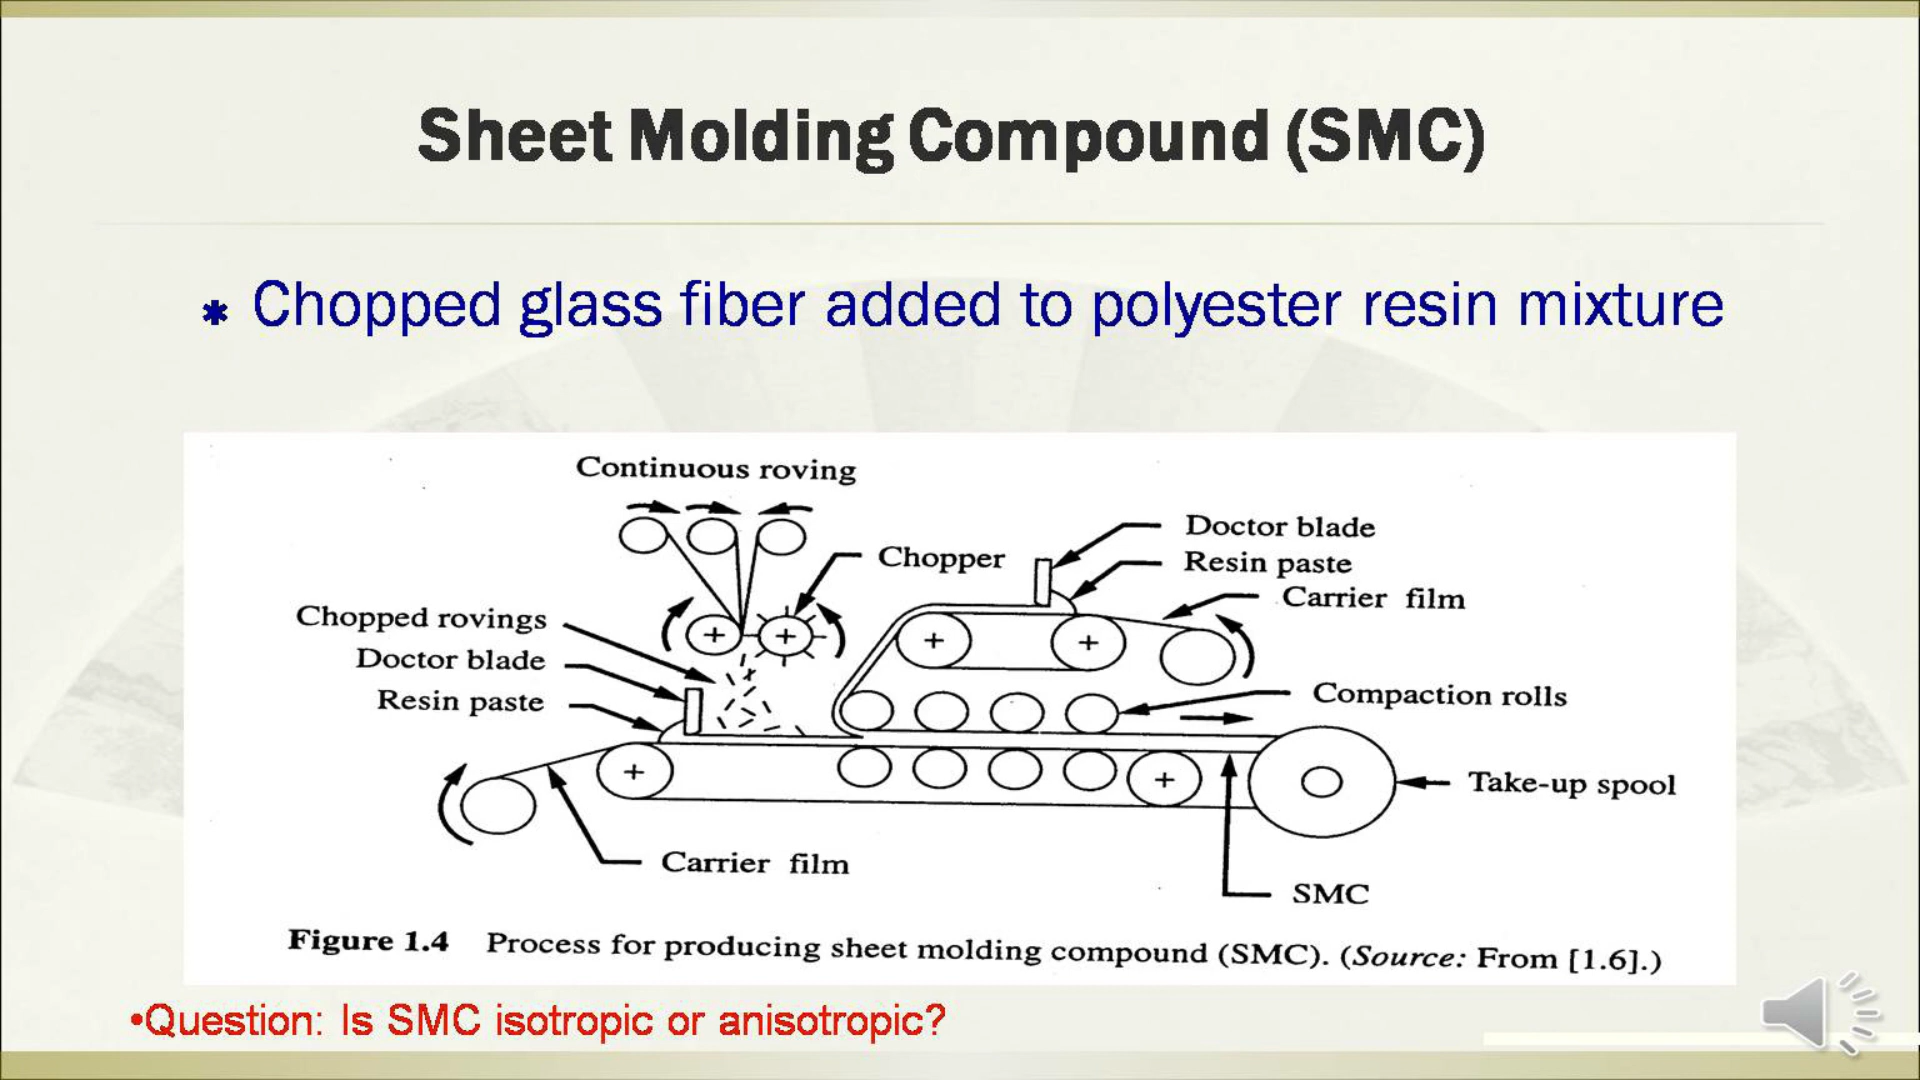 Sheet Molding Compound (SMC)
* Chopped glass fiber added to polyester resin mixture
Continuous roving
Doctor blade
Chopper
Resin paste
Carrier film
Chopped rovings
Doctor blade
Resin paste
Compaction rolls
Take-up spool
Carrier film
SMC
Figure 1.4 Process for producing sheet molding compound (SMC). (Source: From [1.6].)
•Question: Is SMC isotropic or anisotropic?